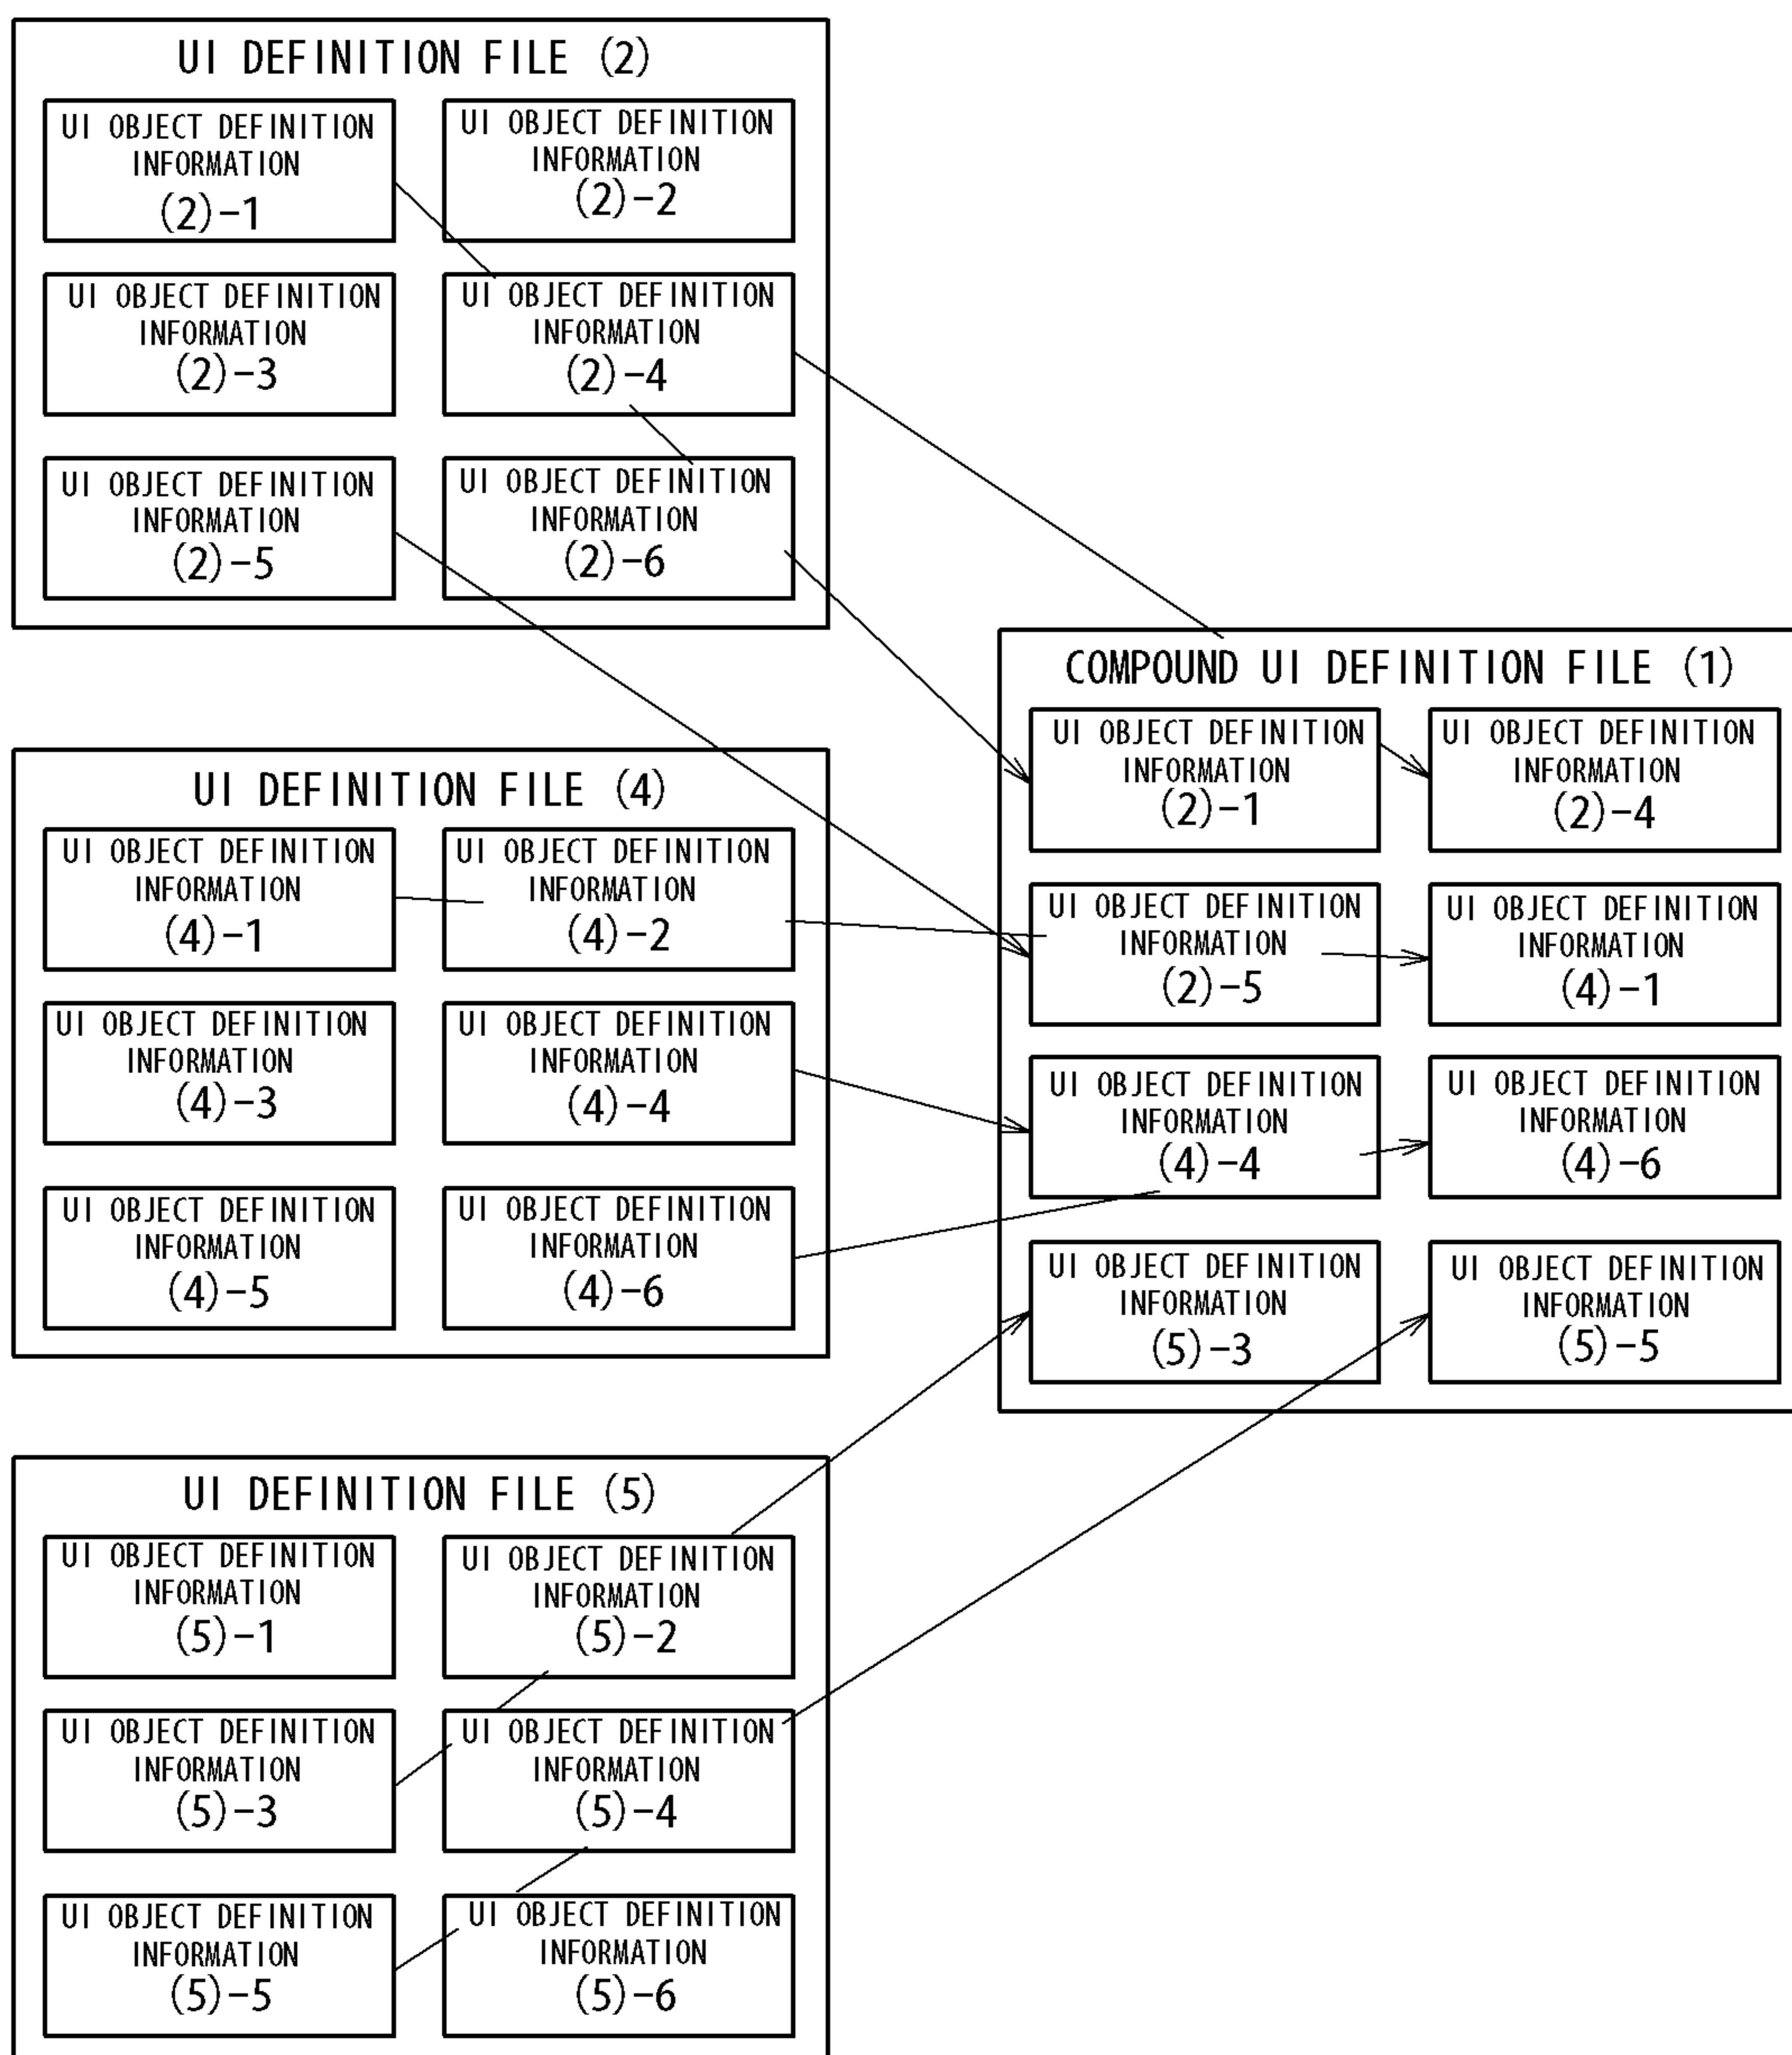 UI DEFINITION FILE (2)
UI OBJECT DEFINITION
INFORMATION
(2)-1
UI OBJECT DEFINITION
INFORMATION
(2)-2
UI OBJECT DEFINITION
INFORMATION
(2)-3
UI OBJECT DEFINITION
INFORMATION
(2)-4
UI OBJECT DEFINITION
INFORMATION
(2)-5
UI OBJECT DEFINITION
INFORMATION
(2)-6
UI DEFINITION FILE (4)
UI OBJECT DEFINITION
INFORMATION
(4)-1
UI OBJECT DEFINITION
INFORMATION
(4)-2
UI OBJECT DEFINITION
INFORMATION
(4)-3
UI OBJECT DEFINITION
INFORMATION
(4)-4
UI OBJECT DEFINITION
INFORMATION
(4)-5
UI OBJECT DEFINITION
INFORMATION
(4)-6
UI DEFINITION FILE (5)
UI OBJECT DEFINITION
INFORMATION
(5)-1
UI OBJECT DEFINITION
INFORMATION
(5)-2
UI OBJECT DEFINITION
INFORMATION
(5)-3
UI OBJECT DEFINITION
INFORMATION
(5)-4
UI OBJECT DEFINITION
INFORMATION
(5)-5
UI OBJECT DEFINITION
INFORMATION
(5)-6
COMPOUND UI DEFINITION FILE (1)
UI OBJECT DEFINITION
INFORMATION
(2)-1
UI OBJECT DEFINITION
INFORMATION
(2)-4
UI OBJECT DEFINITION
INFORMATION
(2)-5
UI OBJECT DEFINITION
INFORMATION
(4)-1
UI OBJECT DEFINITION
INFORMATION
(4)-4
UI OBJECT DEFINITION
INFORMATION
(4)-6
UI OBJECT DEFINITION
INFORMATION
(5)-3
UI OBJECT DEFINITION
INFORMATION
(5)-5